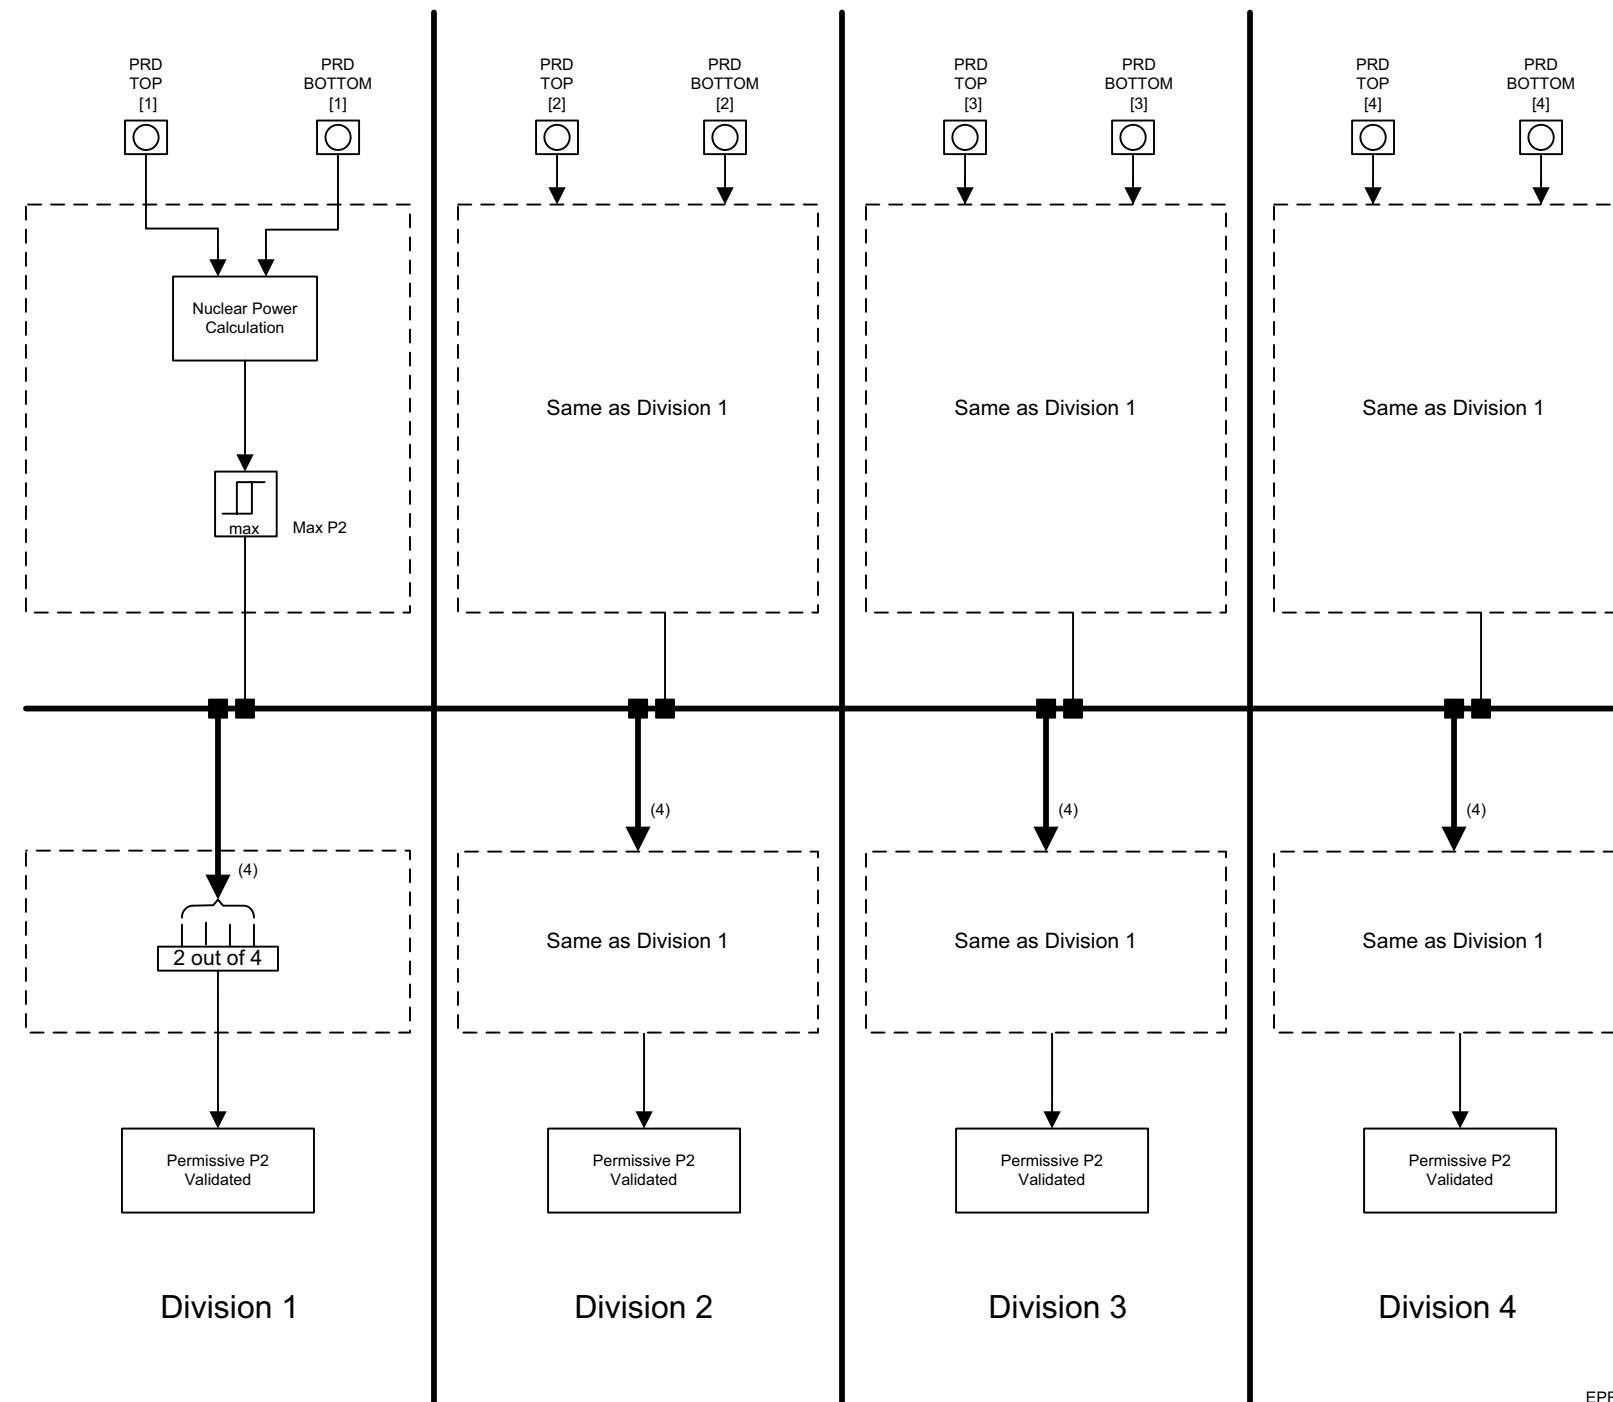 PRD
TOP
[1]
PRD
BOTTOM
[1]
PRD
TOP
[2]
PRD
BOTTOM
[2]
PRD
TOP
[3]
PRD
BOTTOM
[3]
PRD
TOP
[4]
PRD
BOTTOM
[4]
Nuclear Power
Calculation
Same as Division 1
Same as Division 1
Same as Division 1
max
Max P2
(4)
(4)
(4)
(4)
2 out of 4
Same as Division 1
Same as Division 1
Same as Division 1
Permissive P2
Validated
Permissive P2
Validated
Permissive P2
Validated
Permissive P2
Validated
Division 1
Division 2
Division 3
Division 4